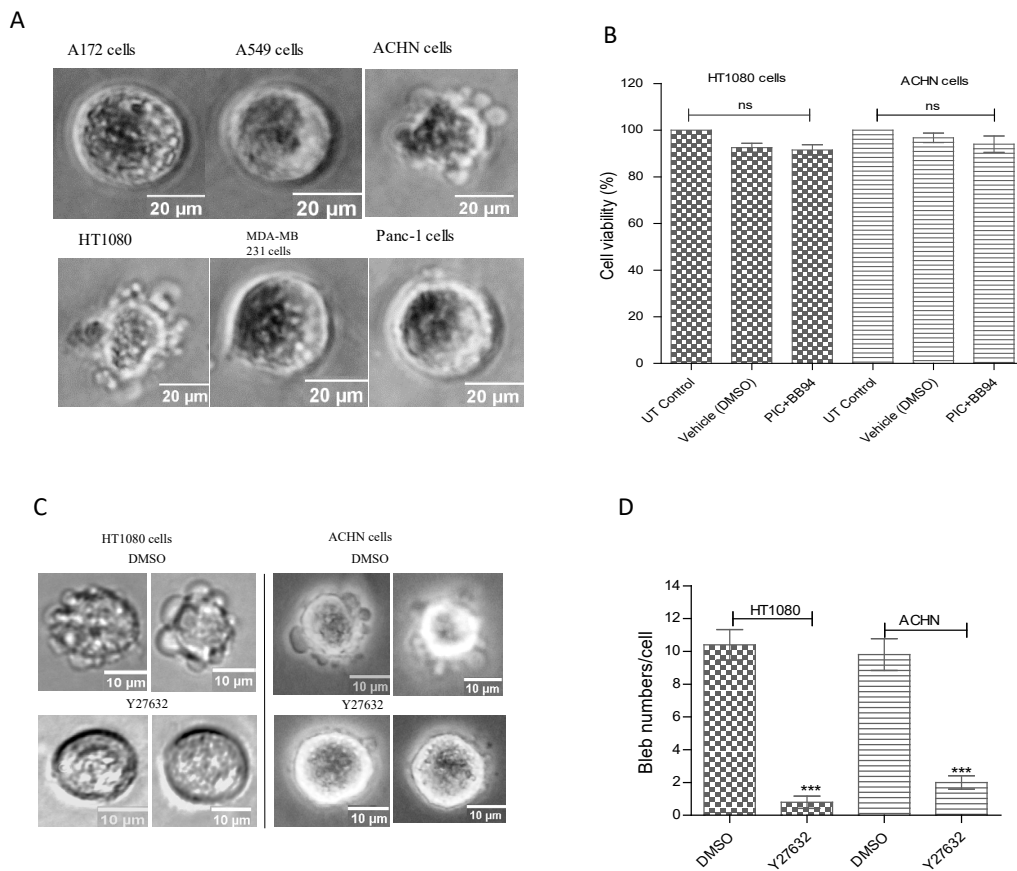 A
A172 cells
A549 cells
ACHN cells
20 µm
20 µm
20 µm
HT1080
MDA-MB
231 cells
Panc-1 cells
20 µm
20 µm
20 µm
B
HT1080 cells
ACHN cells
ns
ns
Cell viability (%)
120
100
80
60
40
20
0
UT Control
Vehicle (DMSO)
PIC+BB94
UT Control
Vehicle (DMSO)
PIC+BB94
C
HT1080 cells
DMSO
ACHN cells
DMSO
10 µm
10 µm
10 µm
10 µm
Y27632
Y27632
10 µm
10 µm
10 µm
10 µm
D
HT1080
ACHN
Bleb numbers/cell
14
12
10
8
6
4
2
0
***
***
DMSO
Y27632
DMSO
Y27632